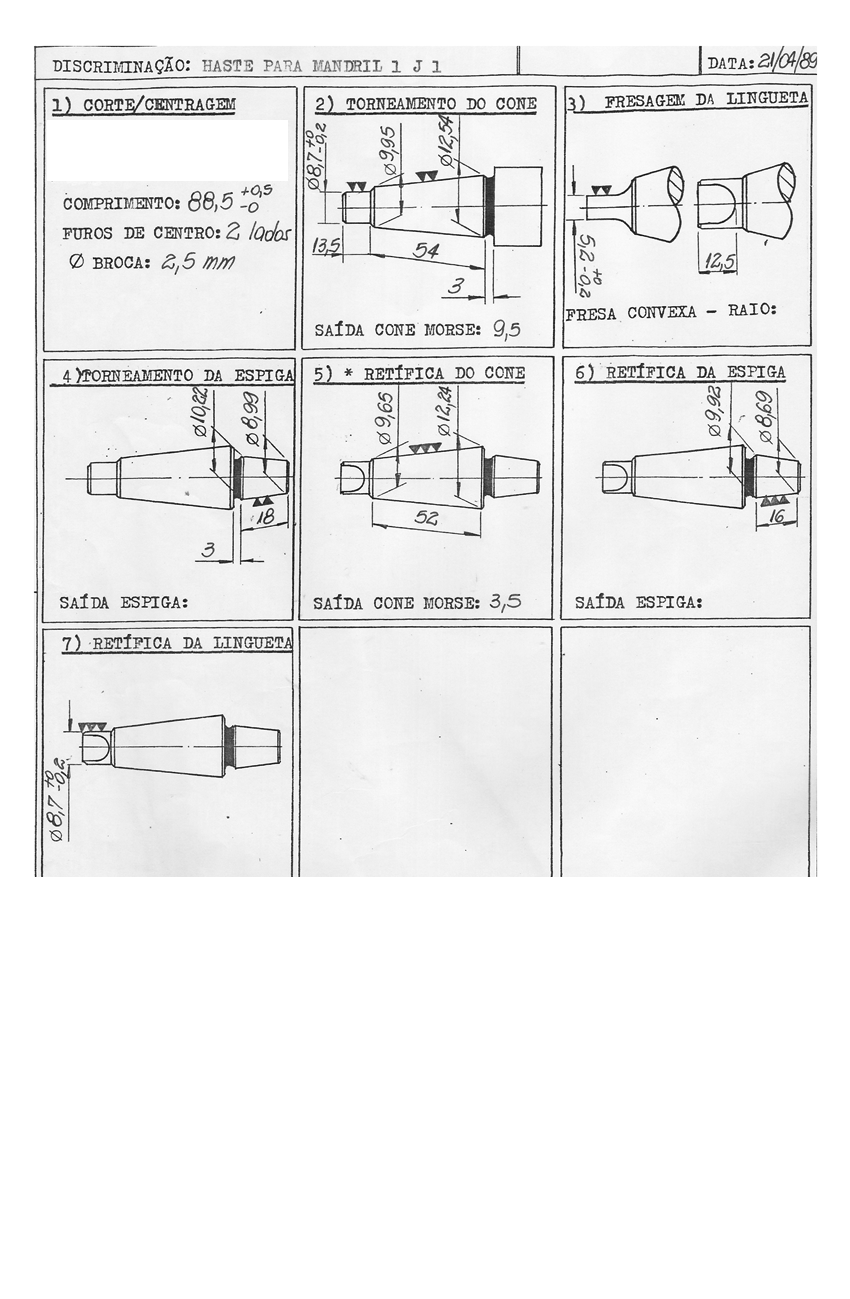 DISCRIMINAÇÃO: HASTE PARA MANDRIL 1 J 1
DATA: 21/04/89
1) CORTE/CENTRAGEM
COMPRIMENTO: 88,5 +0,5 -0
FUROS DE CENTRO: 2 lados
Ø BROCA: 2,5 mm
2) TORNEAMENTO DO CONE
Ø8,7 +0 -0,2
Ø9,95
Ø12,54
13,5
54
3
SAÍDA CONE MORSE: 9,5
3) FRESAGEM DA LINGUETA
5,2 +0 -0,2
12,5
FRESA CONVEXA - RAIO:
4) TORNEAMENTO DA ESPIGA
Ø10,22
Ø8,99
18
3
SAÍDA ESPIGA:
5) * RETÍFICA DO CONE
Ø9,65
Ø12,24
52
SAÍDA CONE MORSE: 3,5
6) RETÍFICA DA ESPIGA
Ø9,92
Ø8,69
16
SAÍDA ESPIGA:
7) RETÍFICA DA LINGUETA
Ø8,7 +0 -0,2